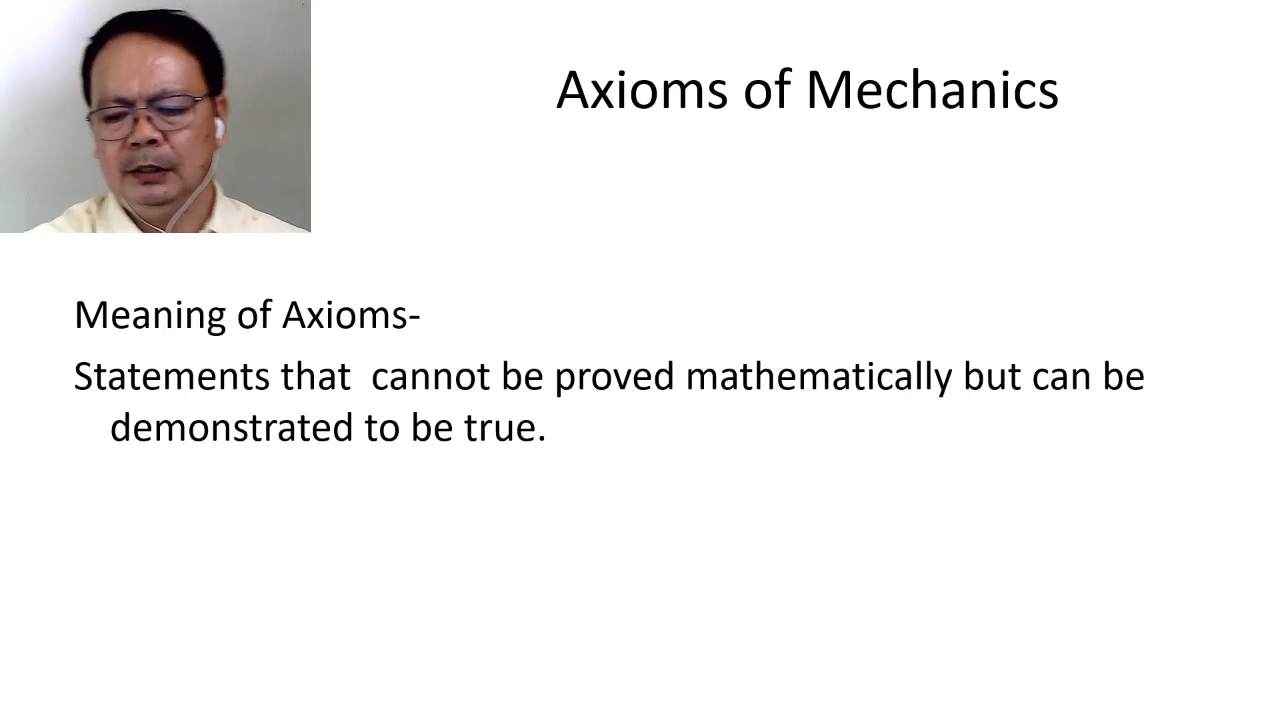 Axioms of Mechanics
Meaning of Axioms-
Statements that  cannot be proved mathematically but can be
demonstrated to be true.